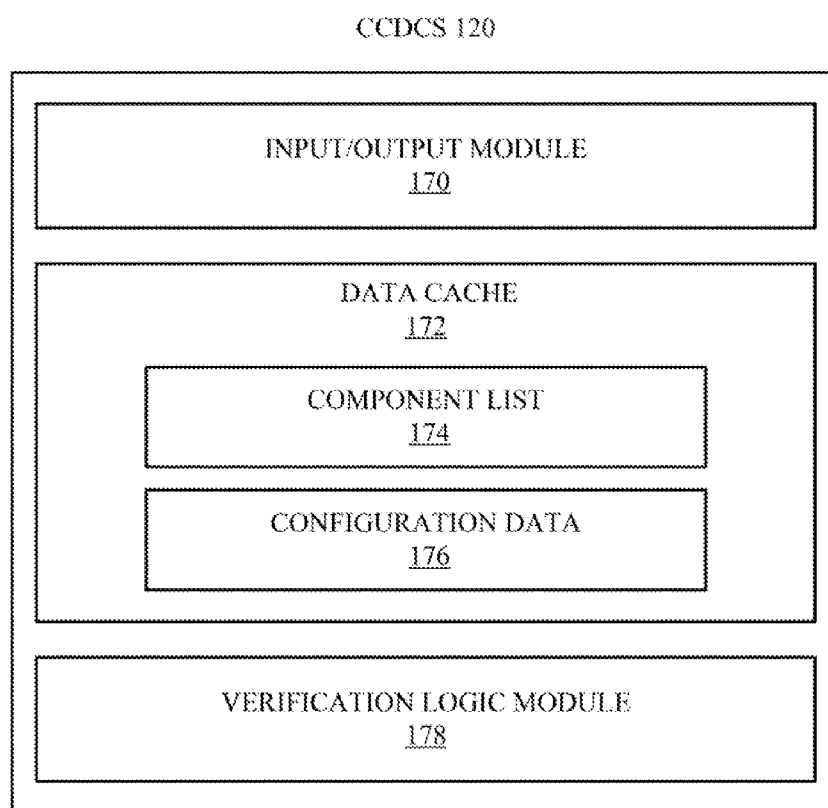 CCDCS 120
INPUT/OUTPUT MODULE
170
DATA CACHE
172
COMPONENT LIST
174
CONFIGURATION DATA
176
VERIFICATION LOGIC MODULE
178